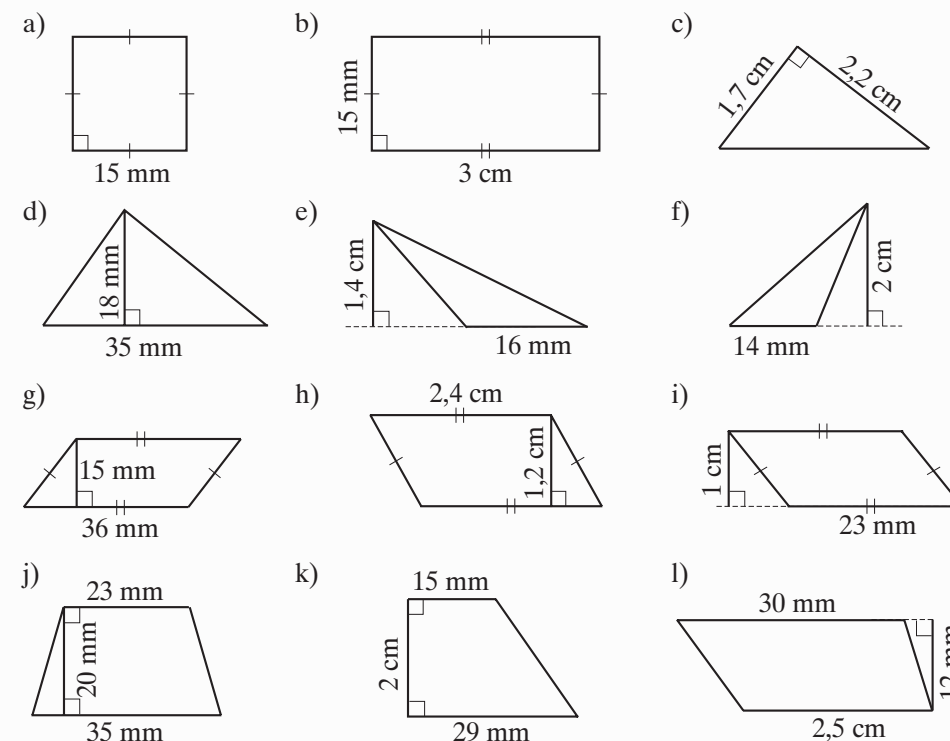 a)
15 mm
b)
15 mm
3 cm
c)
1,7 cm
2,2 cm
d)
18 mm
35 mm
e)
1,4 cm
16 mm
f)
2 cm
14 mm
g)
15 mm
36 mm
h)
2,4 cm
1,2 cm
i)
1 cm
23 mm
j)
23 mm
20 mm
35 mm
k)
15 mm
2 cm
29 mm
l)
30 mm
12 mm
2,5 cm